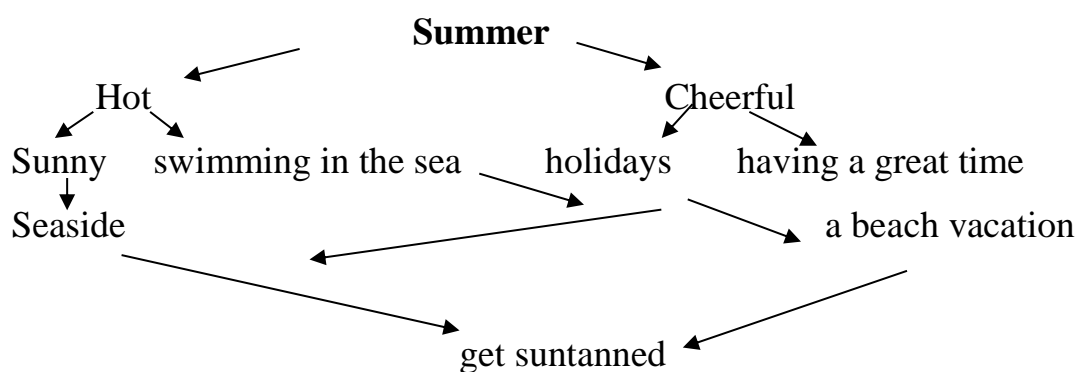 Summer
Hot Cheerful
Sunny swimming in the sea holidays having a great time
Seaside a beach vacation
get suntanned